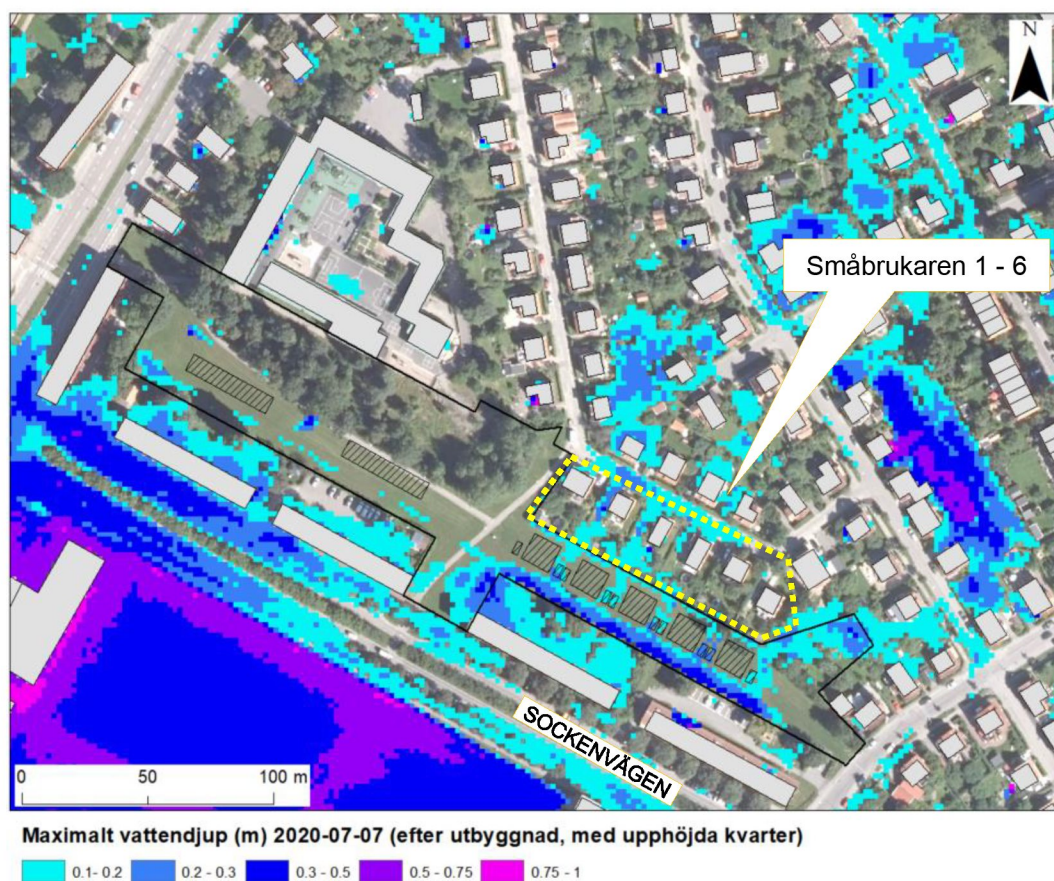 N
Småbrukaren 1 - 6
SOCKENVÄGEN
0 50 100 m
Maximalt vattendjup (m) 2020-07-07 (efter utbyggnad, med upphöjda kvarter)
0.1- 0.2 0.2 - 0.3 0.3 - 0.5 0.5 - 0.75 0.75 - 1